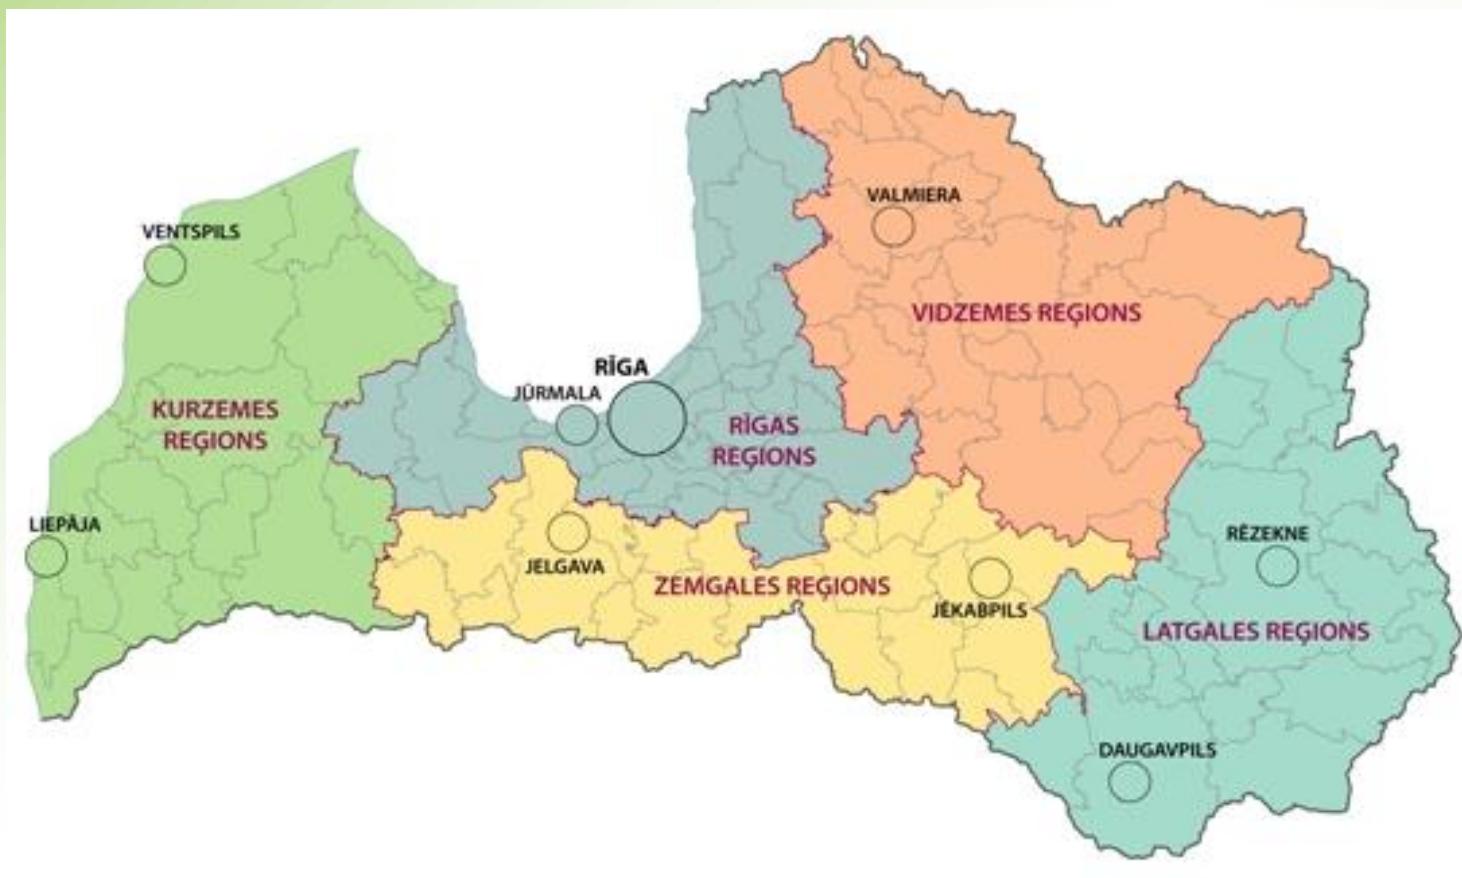 VALMIERA
VENTSPILS
VIDZEMES REĢIONS
RĪGA
JŪRMALA
KURZEMES
REĢIONS
RĪGAS
REĢIONS
LIEPĀJA
RĒZEKNE
JELGAVA
ZEMGALES REĢIONS
JĒKABPILS
LATGALES REĢIONS
DAUGAVPILS